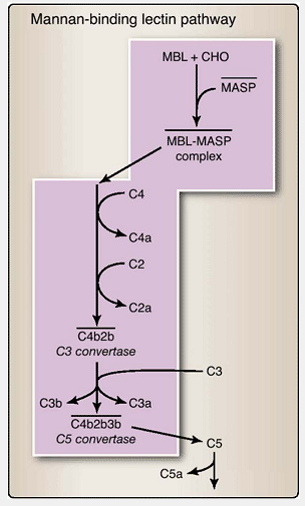 Mannan-binding lectin pathway
MBL + CHO
MASP
MBL-MASP
complex
C4
C4a
C2
C2a
C4b2b
C3 convertase
C3
C3b
C3a
C4b2b3b
C5 convertase
C5
C5a